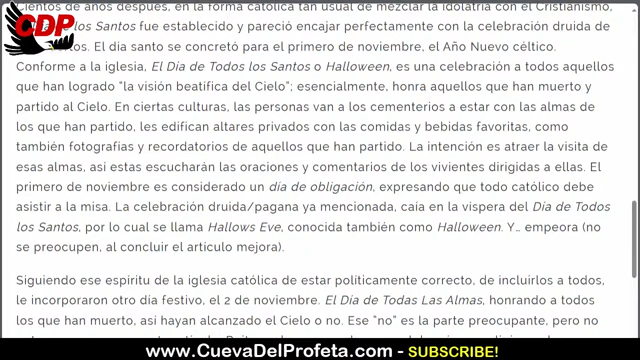 Cientos de años después, en la forma católica tan usual de mezclar la idolatría con el Cristianismo,
CDP
los Santos fue establecido y pareció encajar perfectamente con la celebración druida de
El día santo se concretó para el primero de noviembre, el Año Nuevo céltico.
Conforme a la iglesia, El Dia de Todos los Santos o Halloween, es una celebración a todos aquellos
que han logrado "la visión beatífica del Cielo"; esencialmente, honra aquellos que han muerto y
partido al Cielo. En ciertas culturas, las personas van a los cementerios a estar con las almas de
los que han partido, les edifican altares privados con las comidas y bebidas favoritas, como
también fotografías y recordatorios de aquellos que han partido. La intención es atraer la visita de
esas almas, así estas escucharán las oraciones y comentarios de los vivientes dirigidas a ellas. El
primero de noviembre es considerado un día de obligación, expresando que todo católico debe
asistir a la misa. La celebración druida/pagana ya mencionada, caía en la víspera del Día de Todos
los Santos, por lo cual se llama Hallows Eve, conocida también como Halloween. Y... empeora (no
se preocupen, al concluir el artículo mejora).
Siguiendo ese espíritu de la iglesia católica de estar políticamente correcto, de incluirlos a todos,
le incorporaron otro día festivo, el 2 de noviembre. El Día de Todas Las Almas, honrando a todos
los que han muerto, así hayan alcanzado el Cielo o no. Ese "no" es la parte preocupante, pero no
www.CuevaDelProfeta.com - SUBSCRIBE!